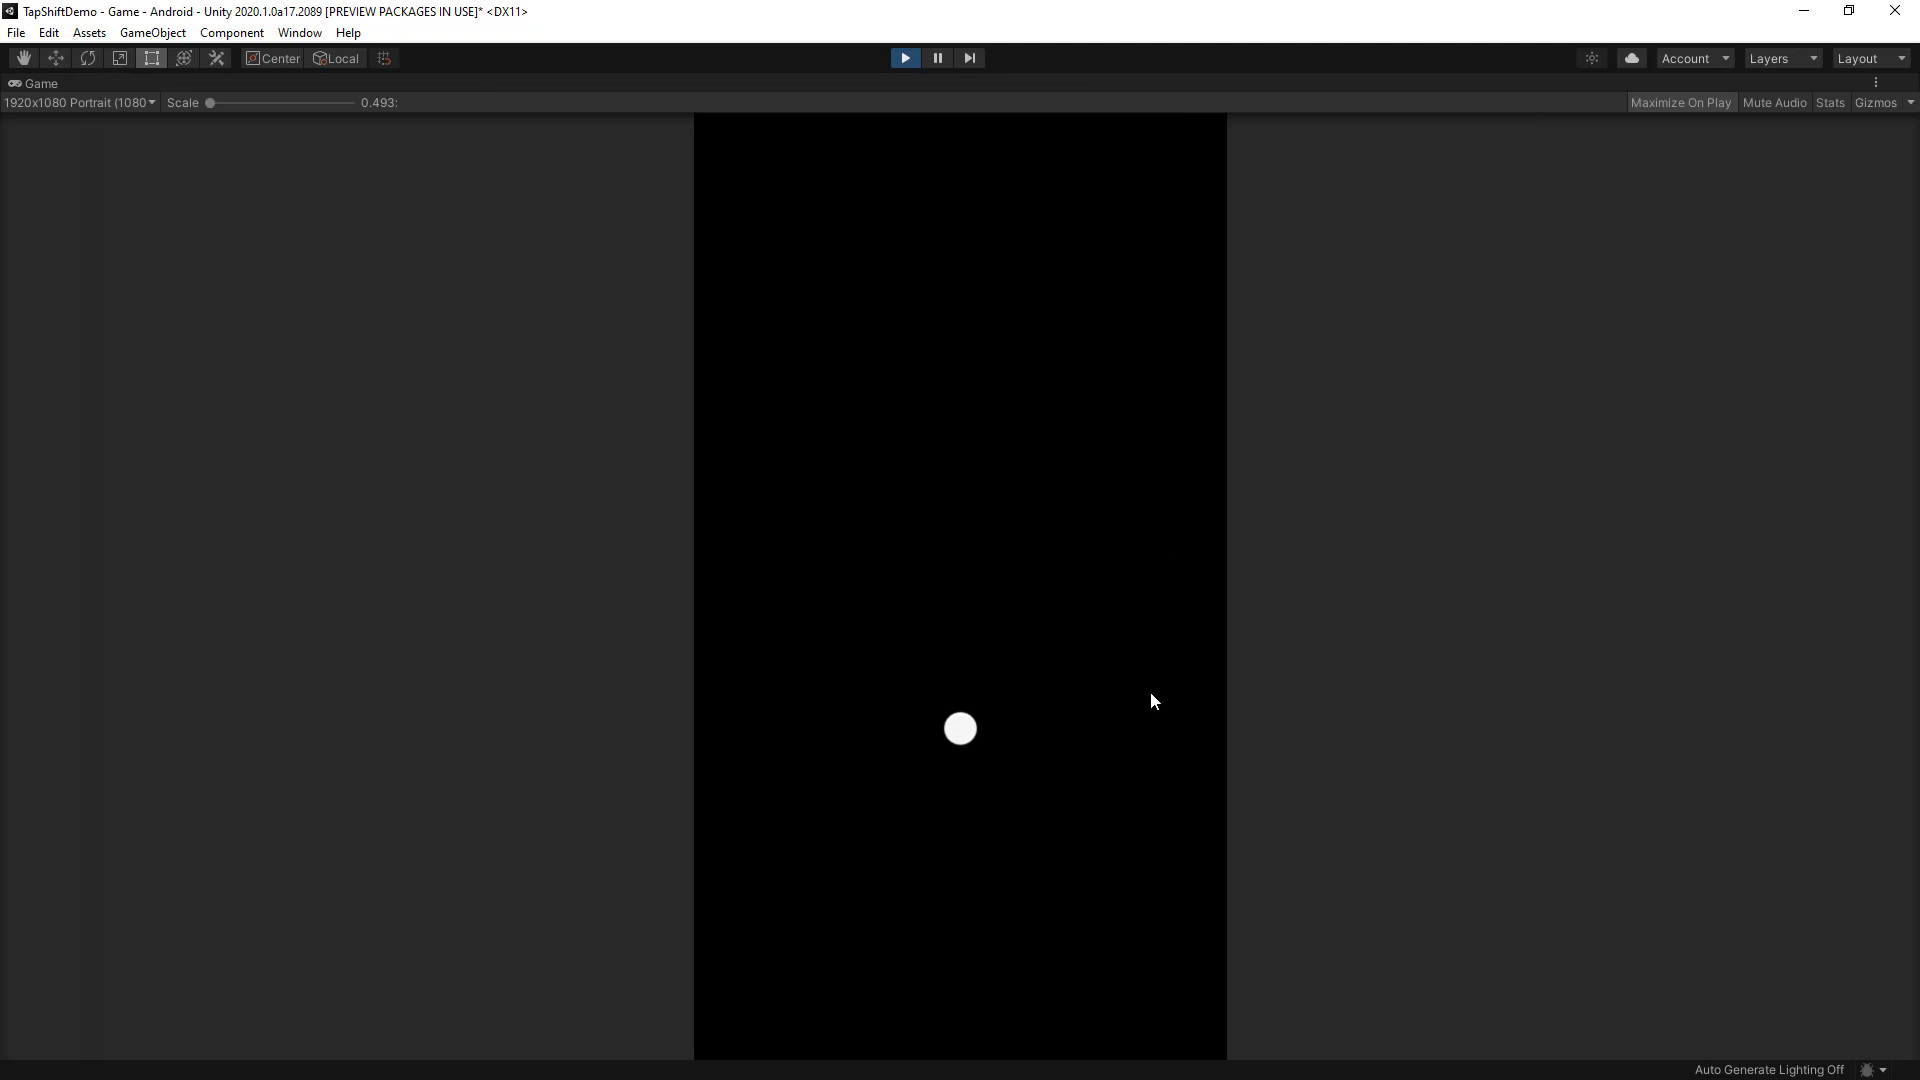 TapShiftDemo - Game - Android - Unity 2020.1.0a17.2089 [PREVIEW PACKAGES IN USE]* <DX11>
File Edit Assets GameObject Component Window Help
Center Local Account Layers Layout
Game
1920x1080 Portrait (1080 Scale 0.493: Maximize On Play Mute Audio Stats Gizmos
Auto Generate Lighting Off